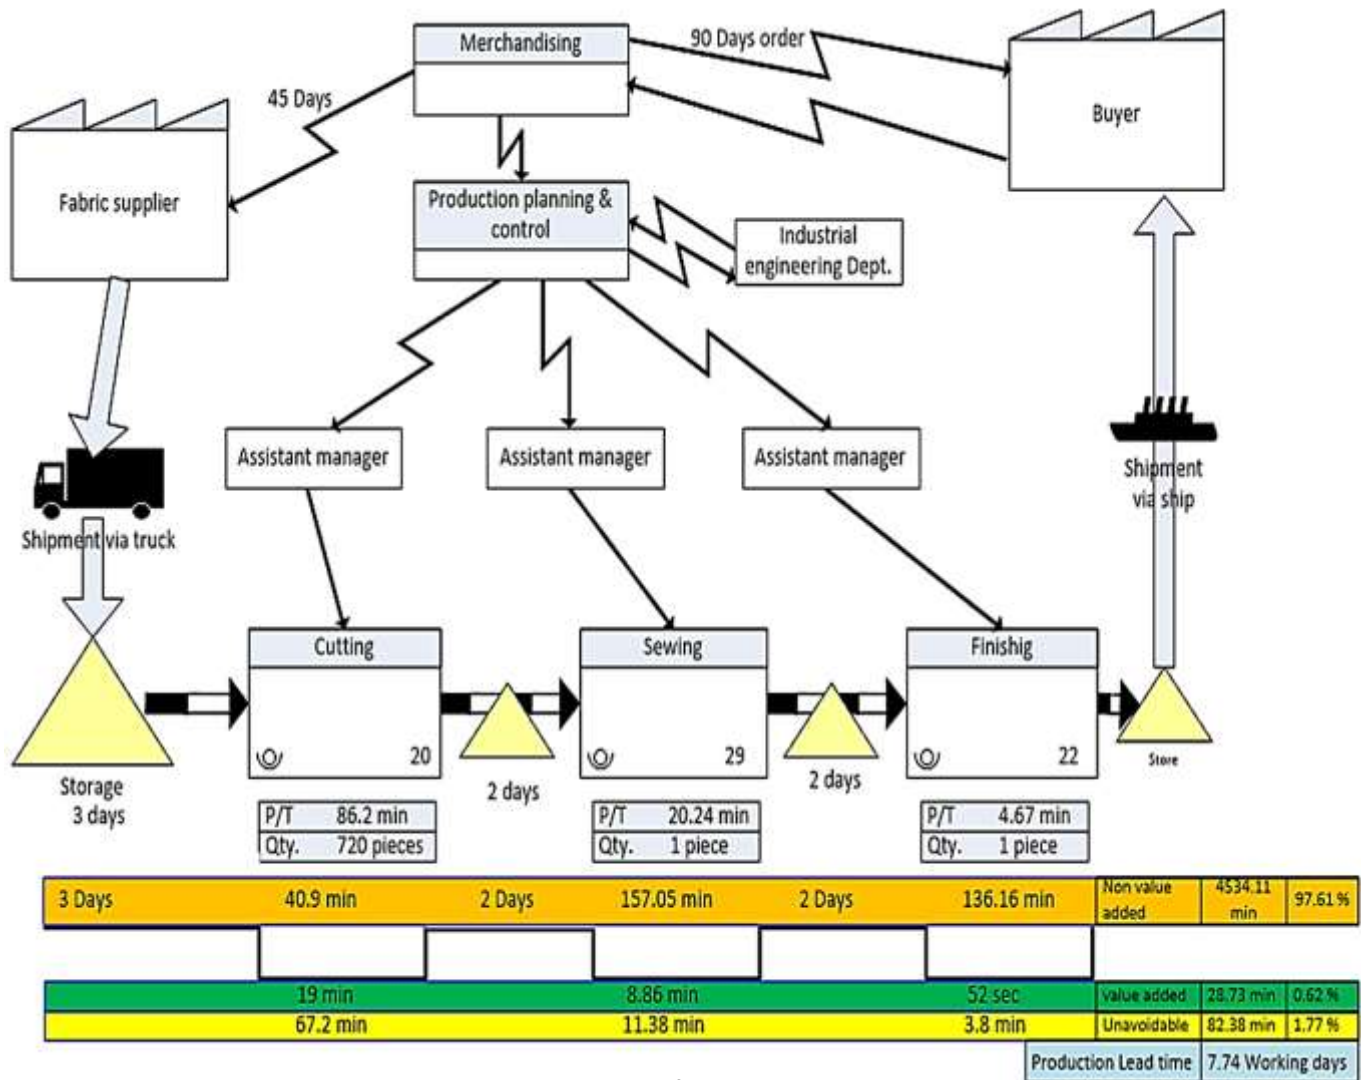 Merchandising
90 Days order
Buyer
45 Days
Fabric supplier
Production planning &
control
Industrial
engineering Dept.
Assistant manager
Assistant manager
Assistant manager
Shipment
via ship
Shipment via truck
Cutting
Sewing
Finishig
20
29
22
Storage
3 days
2 days
2 days
Store
P/T 86.2 min
Qty. 720 pieces
P/T 20.24 min
Qty. 1 piece
P/T 4.67 min
Qty. 1 piece
3 Days 40.9 min 2 Days 157.05 min 2 Days 136.16 min
Non value
added
4534.11
min
97.61 %
19 min 8.86 min 52 sec value added 28.73 min 0.62 %
67.2 min 11.38 min 3.8 min Unavoidable 82.38 min 1.77 %
Production Lead time 7.74 Working days